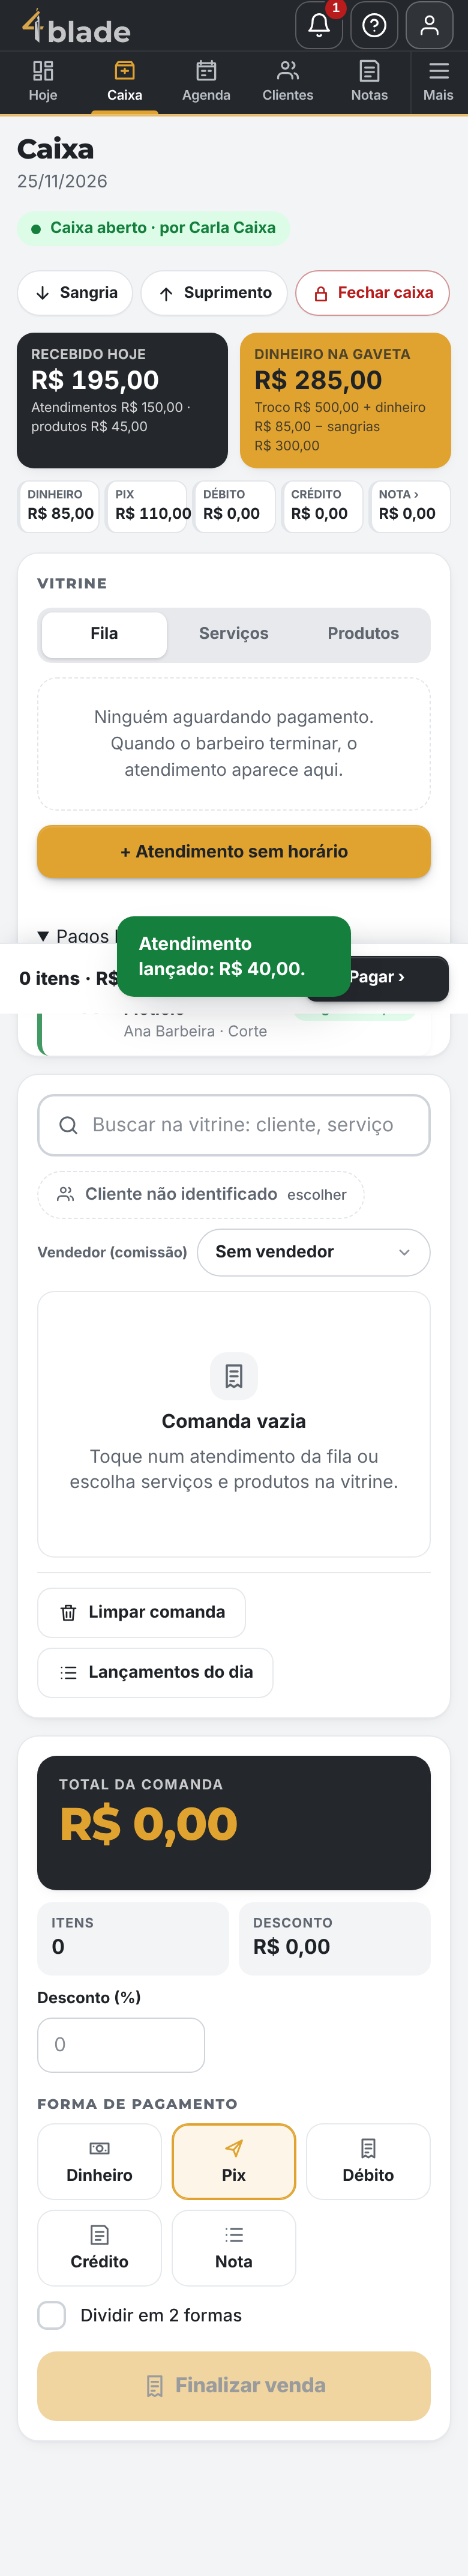 4blade
1
Hoje
Caixa
Agenda
Clientes
Notas
Mais
Caixa
25/11/2026
Caixa aberto · por Carla Caixa
Sangria
Suprimento
Fechar caixa
RECEBIDO HOJE
R$ 195,00
Atendimentos R$ 150,00 ·
produtos R$ 45,00
DINHEIRO NA GAVETA
R$ 285,00
Troco R$ 500,00 + dinheiro
R$ 85,00 − sangrias
R$ 300,00
DINHEIRO
R$ 85,00
PIX
R$ 110,00
DÉBITO
R$ 0,00
CRÉDITO
R$ 0,00
NOTA ›
R$ 0,00
VITRINE
Fila
Serviços
Produtos
Ninguém aguardando pagamento.
Quando o barbeiro terminar, o
atendimento aparece aqui.
+ Atendimento sem horário
▼ Pagos
0 itens · R$
Atendimento
lançado: R$ 40,00.
Pagar ›
Ana Barbeira · Corte
Buscar na vitrine: cliente, serviço
Cliente não identificado escolher
Vendedor (comissão)
Sem vendedor
Comanda vazia
Toque num atendimento da fila ou
escolha serviços e produtos na vitrine.
Limpar comanda
Lançamentos do dia
TOTAL DA COMANDA
R$ 0,00
ITENS
0
DESCONTO
R$ 0,00
Desconto (%)
0
FORMA DE PAGAMENTO
Dinheiro
Pix
Débito
Crédito
Nota
Dividir em 2 formas
Finalizar venda